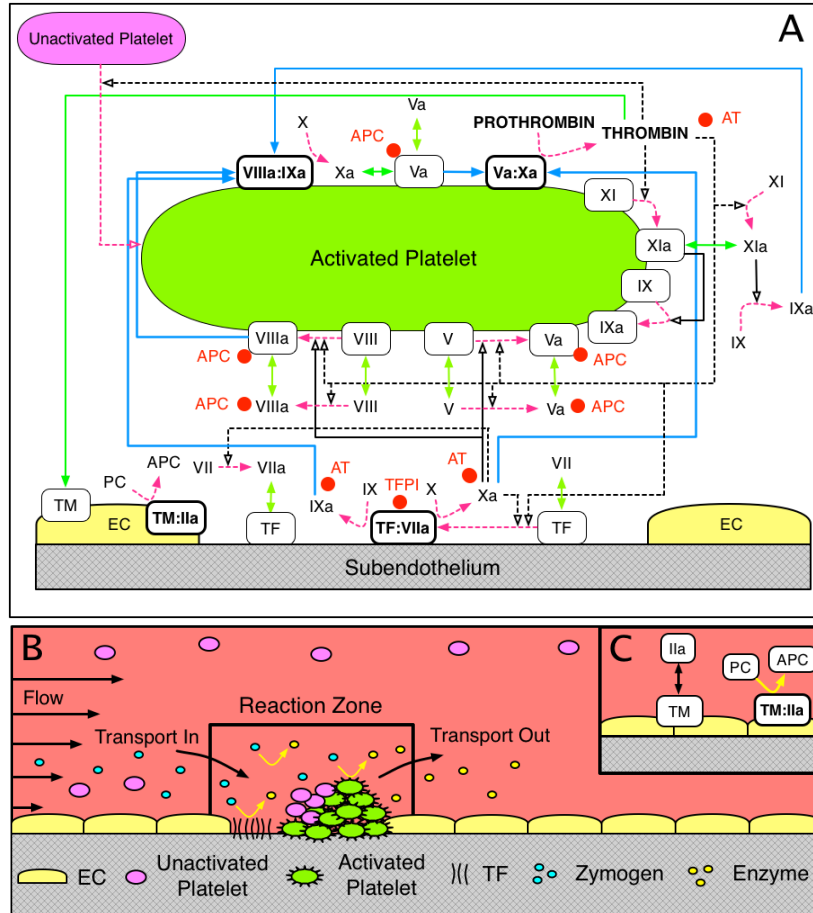 A
Unactivated Platelet
Va
X
APC
PROTHROMBIN
THROMBIN
AT
VIIIa:IXa
Xa
Va
Va:Xa
XI
XI
Activated Platelet
XIa
XIa
IX
IXa
IX
IXa
VIIIa
VIII
V
Va
APC
APC
APC
VIIIa
VIII
V
Va
APC
PC
APC
VII
VIIa
AT
IX
TFPI
X
AT
Xa
VII
IXa
TM
EC
TM:IIa
TF
TF:VIIa
TF
EC
Subendothelium
B
C
Flow
Reaction Zone
Transport In
Transport Out
IIa
PC
APC
TM
TM:IIa
EC
Unactivated
Platelet
Activated
Platelet
TF
Zymogen
Enzyme